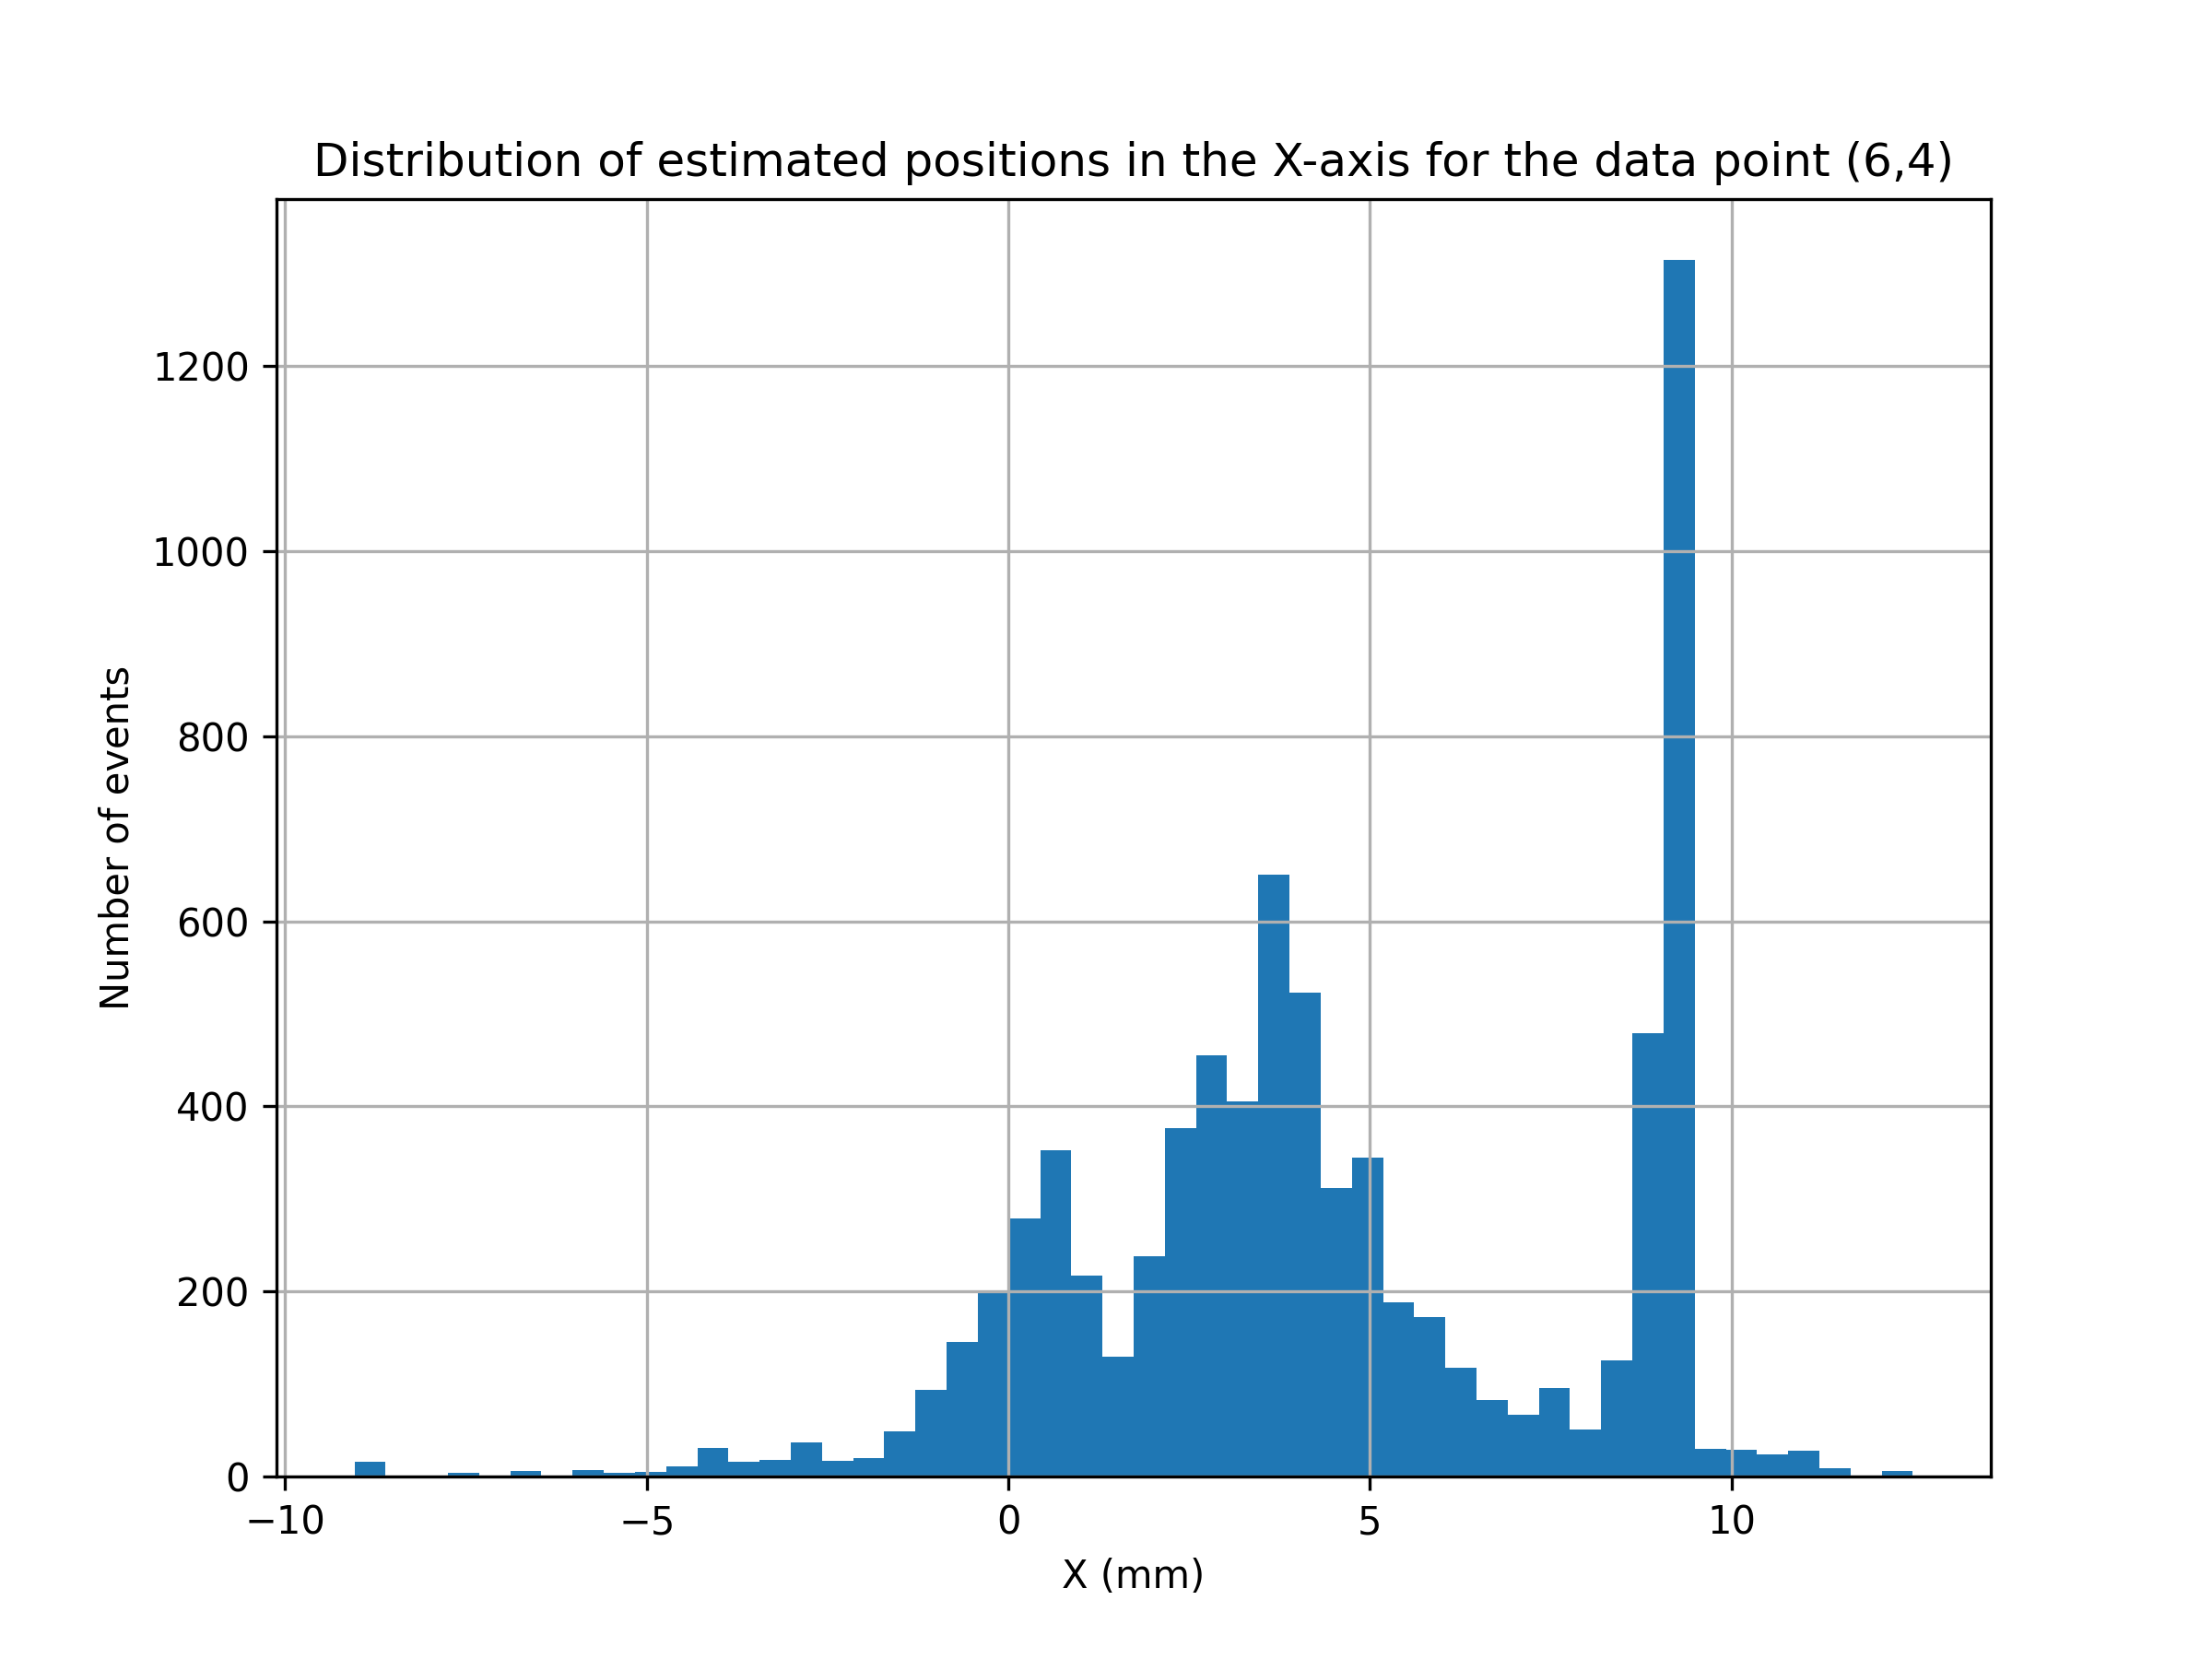 Distribution of estimated positions in the X-axis for the data point (6,4)
1200
1000
800
600
400
200
0
Number of events
−10 −5 0 5 10
X (mm)